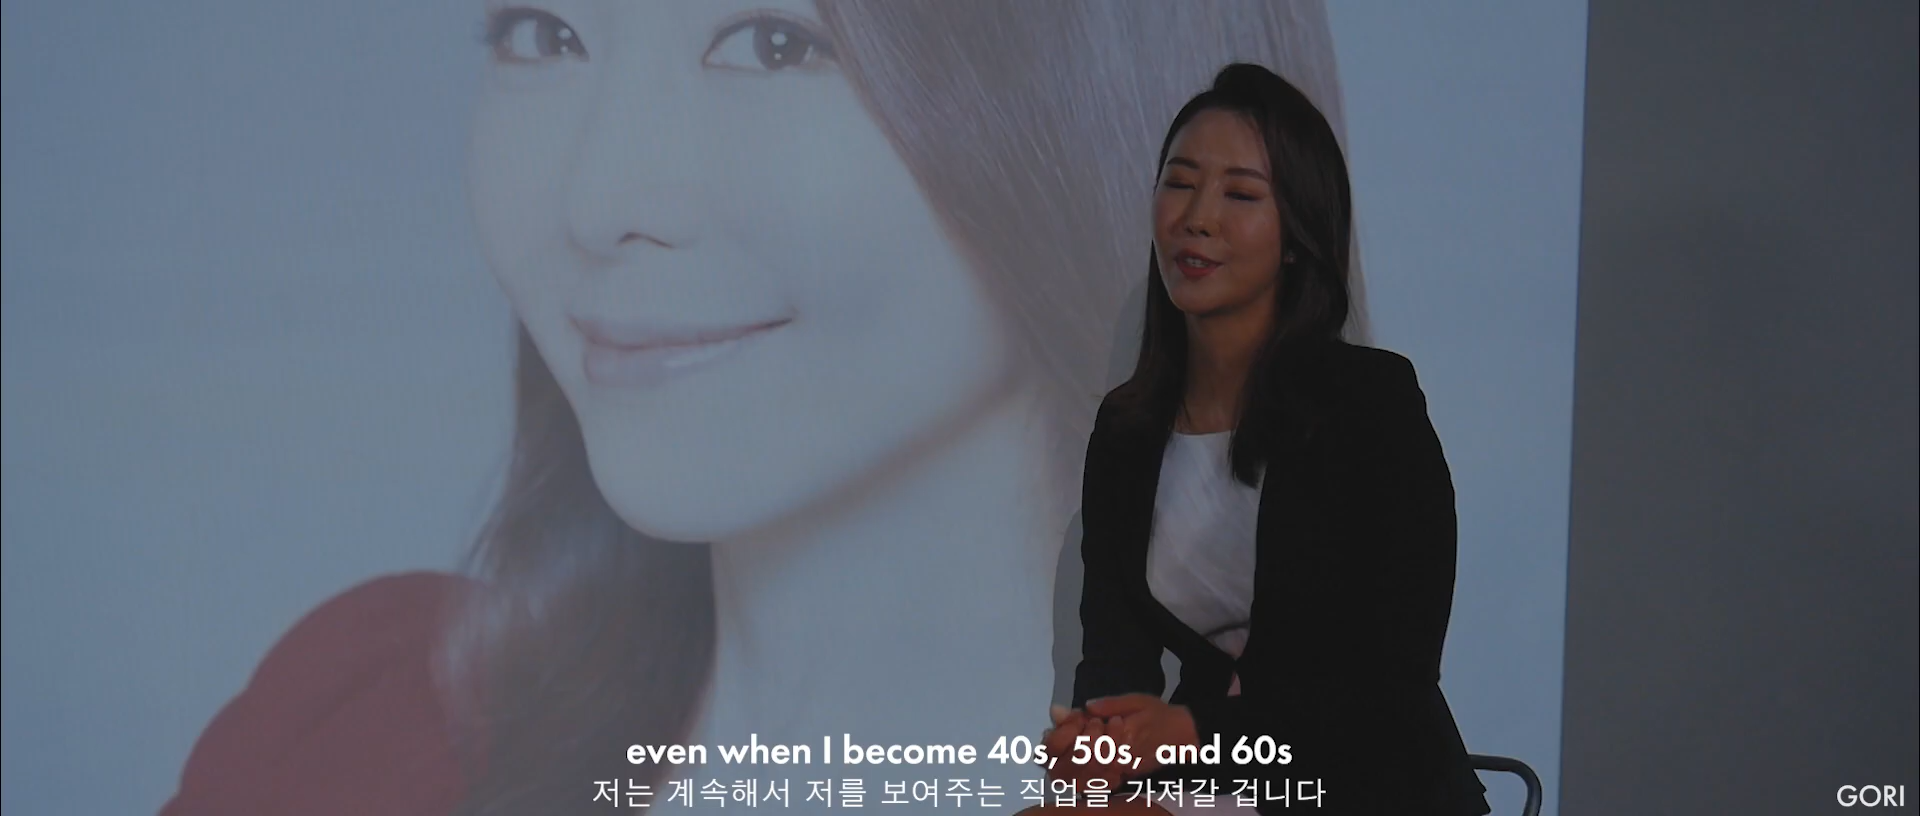 even when I become 40s, 50s, and 60s
저는 계속해서 저를 보여주는 직업을 가져갈 겁니다
GORI